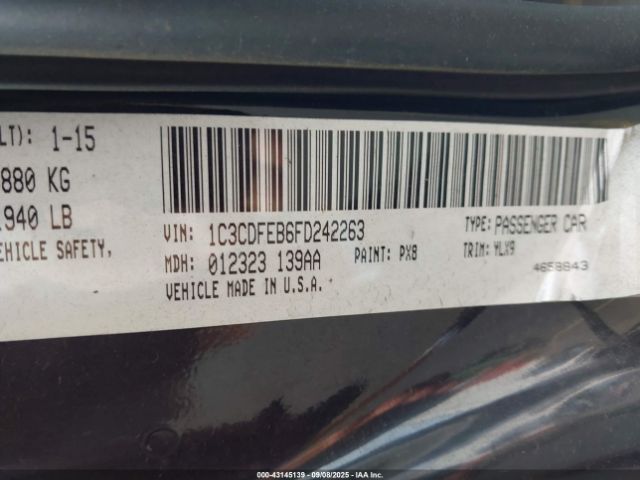 LT): 1-15
880 KG
940 LB
EHICLE SAFETY,
VIN: 1C3CDFEB6FD242263 TYPE: PASSENGER CAR
MDH: 012323 139AA PAINT: PX8 TRIM: VLX9
VEHICLE MADE IN U.S.A. 4658843
000-43145139 - 09/08/2025 - IAA Inc.